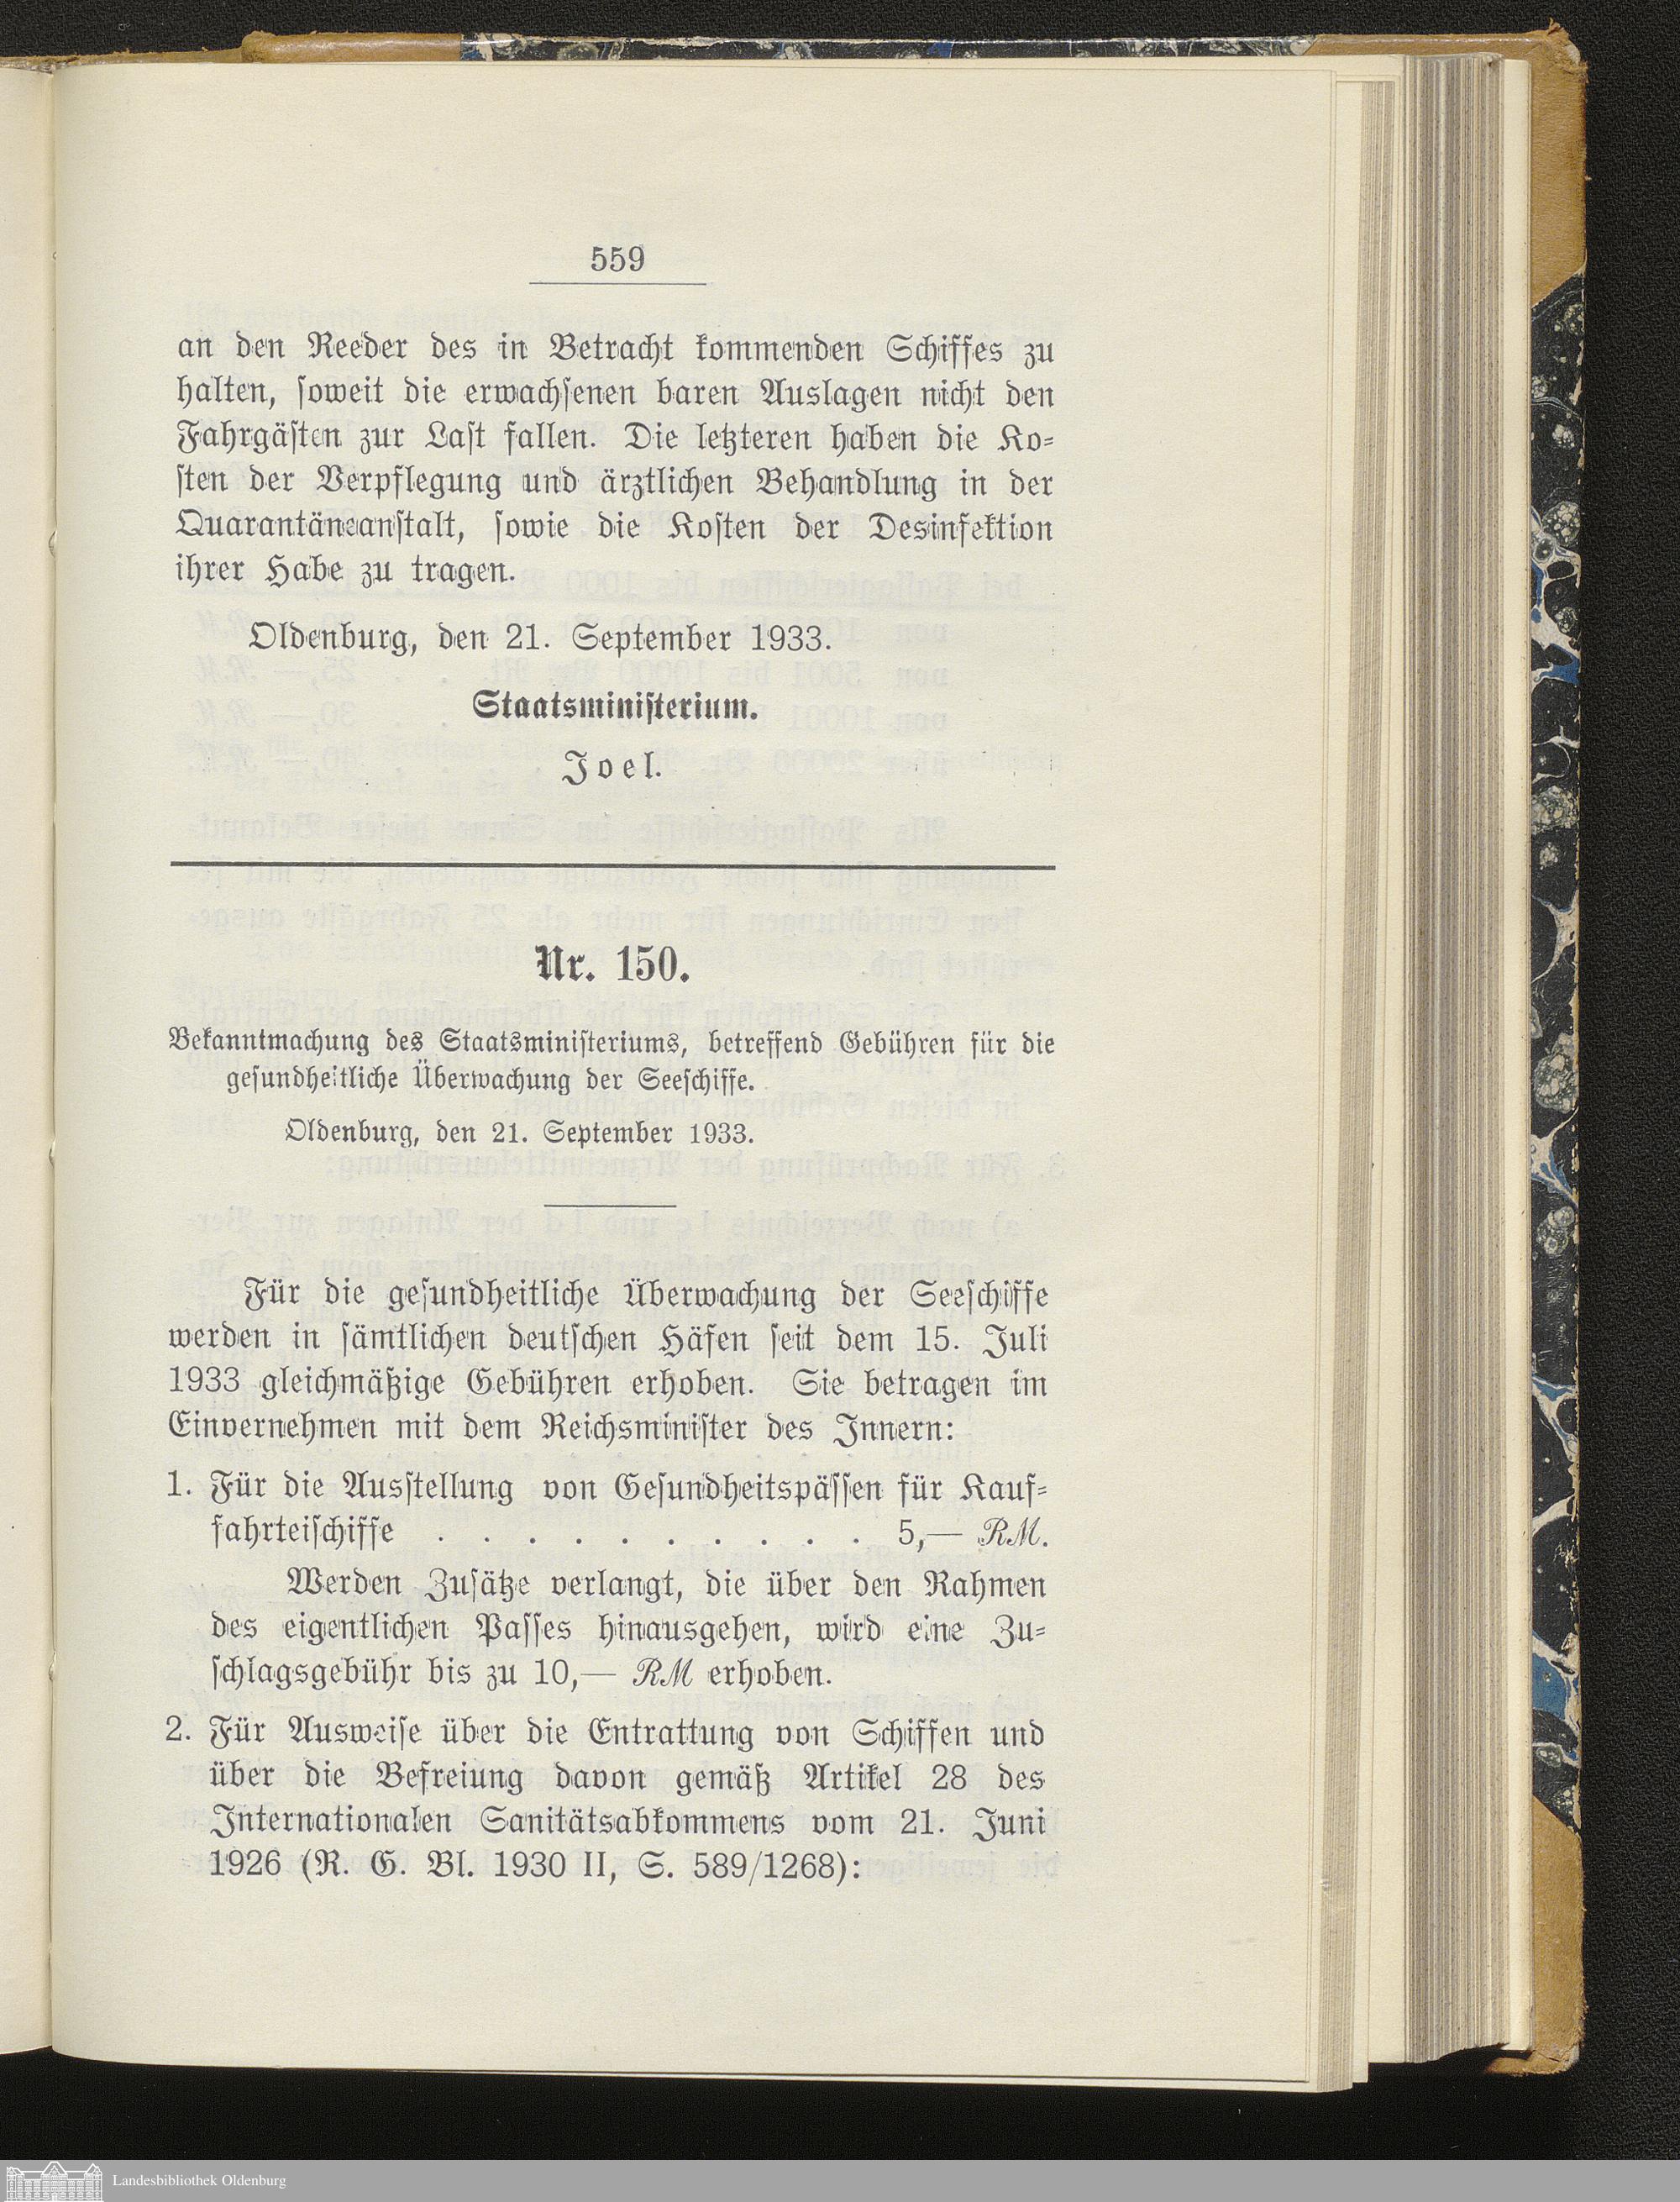 559
an den Reeder des in Betracht kommenden Schiffes zu
halten, soweit die erwachsenen baren Auslagen nicht den
Fahrgästen zur Last fallen. Die letzteren haben die Ko-
sten der Verpflegung und ärztlichen Behandlung in der
Quarantäneanstalt, sowie die Kosten der Desinfektion
ihrer Habe zu tragen.
Oldenburg, den 21. September 1933.
Staatsministerium.
Joel.
Nr. 150.
Bekanntmachung des Staatsministeriums, betreffend Gebühren für die
gesundheitliche Überwachung der Seeschiffe.
Oldenburg, den 21. September 1933.
Für die gesundheitliche Überwachung der Seeschiffe
werden in sämtlichen deutschen Häfen seit dem 15. Juli
1933 gleichmäßige Gebühren erhoben. Sie betragen im
Einvernehmen mit dem Reichsminister des Innern:
1. Für die Ausstellung von Gesundheitspässen für Kauf-
fahrteischiffe . . . . . . . . . . 5,— RM.
Werden Zusätze verlangt, die über den Rahmen
des eigentlichen Passes hinausgehen, wird eine Zu-
schlagsgebühr bis zu 10,— RM erhoben.
2. Für Ausweise über die Entrattung von Schiffen und
über die Befreiung davon gemäß Artikel 28 des
Internationalen Sanitätsabkommens vom 21. Juni
1926 (R. G. Bl. 1930 II, S. 589/1268):
Landesbibliothek Oldenburg